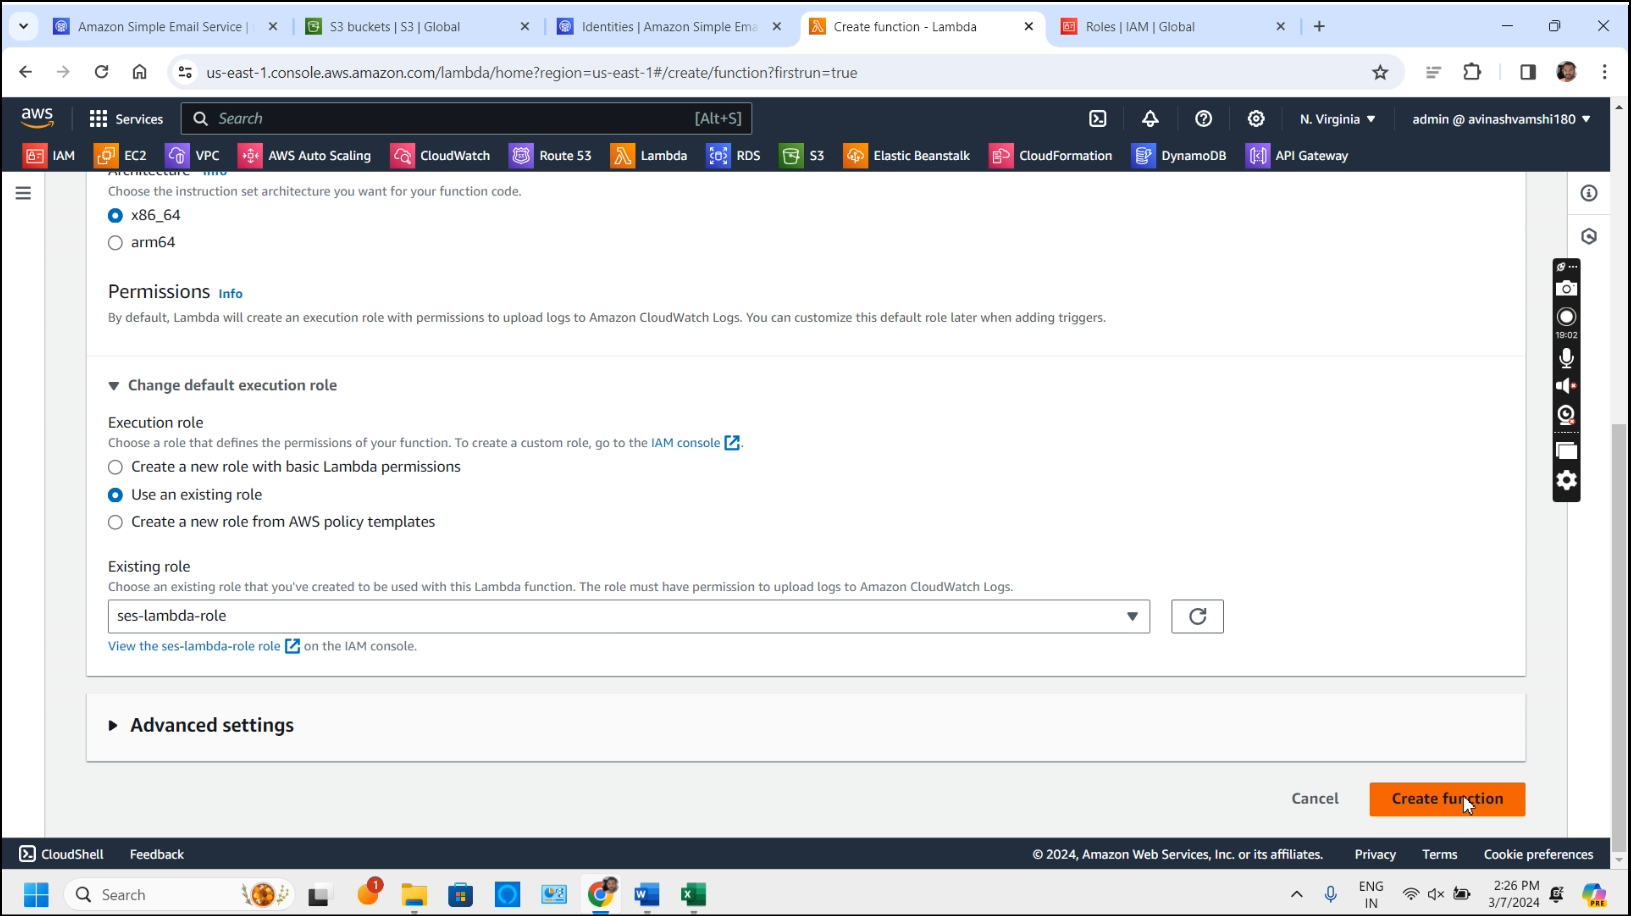 Amazon Simple Email Service |
S3 buckets | S3 | Global
Identities | Amazon Simple Ema
Create function - Lambda
Roles | IAM | Global
us-east-1.console.aws.amazon.com/lambda/home?region=us-east-1#/create/function?firstrun=true
aws
Services
Search
[Alt+S]
N. Virginia
admin @ avinashvamshi180
IAM
EC2
VPC
AWS Auto Scaling
CloudWatch
Route 53
Lambda
RDS
S3
Elastic Beanstalk
CloudFormation
DynamoDB
API Gateway
Architecture Info
Choose the instruction set architecture you want for your function code.
x86_64
arm64
Permissions Info
By default, Lambda will create an execution role with permissions to upload logs to Amazon CloudWatch Logs. You can customize this default role later when adding triggers.
19:02
Change default execution role
Execution role
Choose a role that defines the permissions of your function. To create a custom role, go to the IAM console.
Create a new role with basic Lambda permissions
Use an existing role
Create a new role from AWS policy templates
Existing role
Choose an existing role that you've created to be used with this Lambda function. The role must have permission to upload logs to Amazon CloudWatch Logs.
ses-lambda-role
View the ses-lambda-role role on the IAM console.
Advanced settings
Cancel
Create function
CloudShell
Feedback
© 2024, Amazon Web Services, Inc. or its affiliates.
Privacy
Terms
Cookie preferences
Search
1
ENG
IN
2:26 PM
3/7/2024
PRE